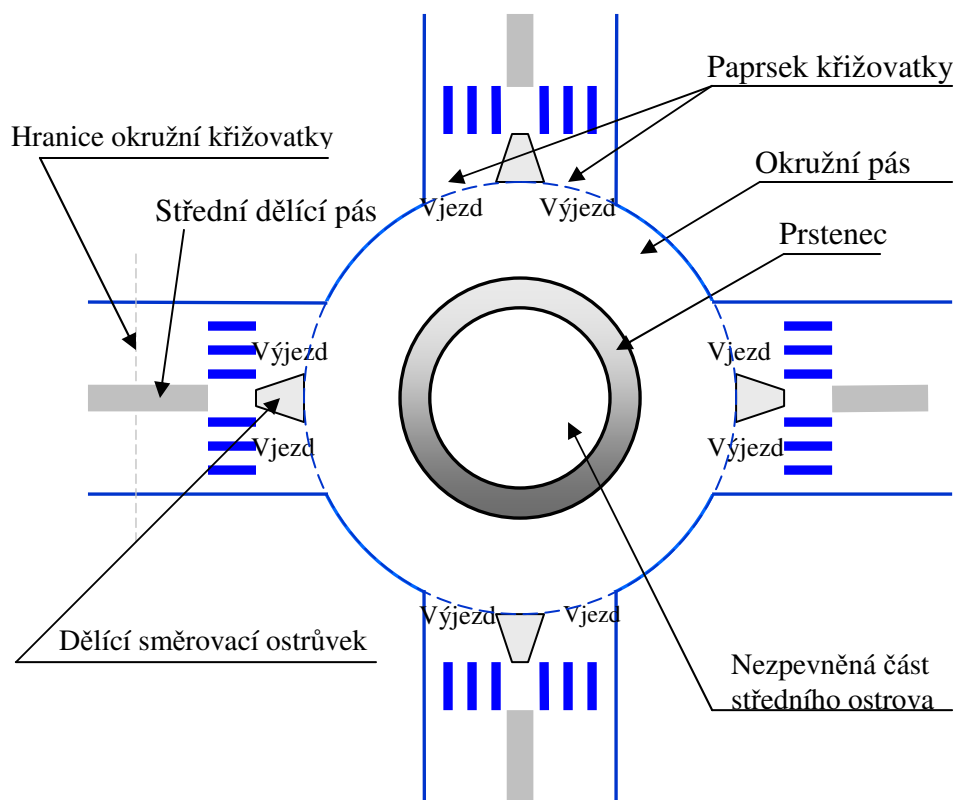 Paprsek křižovatky
Hranice okružní křižovatky
Okružní pás
Střední dělící pás
Vjezd
Výjezd
Prstenec
Výjezd
Vjezd
Vjezd
Výjezd
Výjezd
Vjezd
Dělící směrovací ostrůvek
Nezpevněná část
středního ostrova